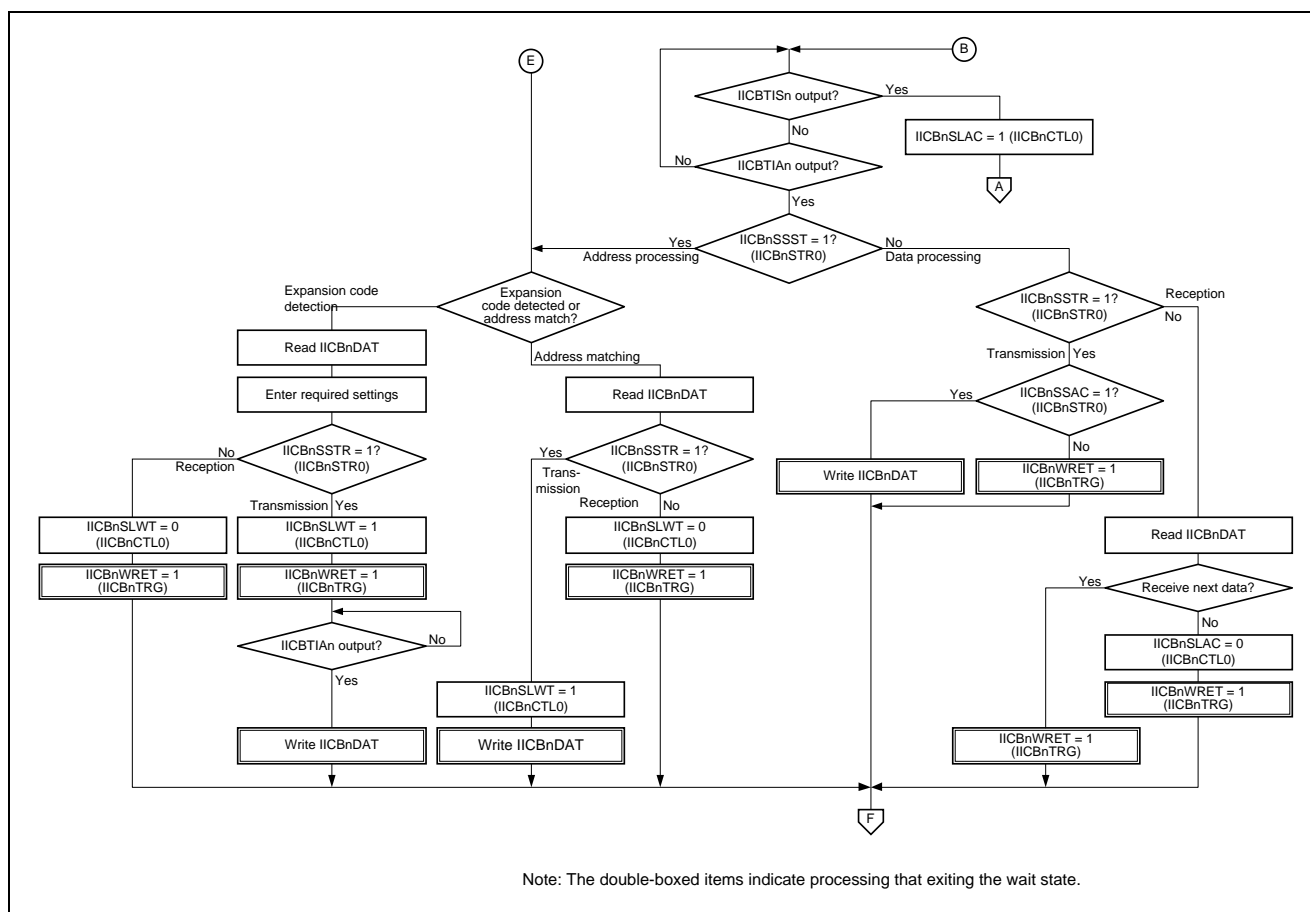 E
B
IICBTISn output?
Yes
No
IICBnSLAC = 1 (IICBnCTL0)
A
IICBTIAn output?
No
Yes
IICBnSSST = 1?
(IICBnSTR0)
Yes
Address processing
No
Data processing
Expansion
code detected or
address match?
Expansion code
detection
Address matching
Read IICBnDAT
Enter required settings
IICBnSSTR = 1?
(IICBnSTR0)
No
Reception
Transmission
Yes
IICBnSLWT = 0
(IICBnCTL0)
IICBnWRET = 1
(IICBnTRG)
IICBnSLWT = 1
(IICBnCTL0)
IICBnWRET = 1
(IICBnTRG)
IICBTIAn output?
No
Yes
Write IICBnDAT
Read IICBnDAT
IICBnSSTR = 1?
(IICBnSTR0)
Yes
Trans-
mission
Reception
No
IICBnSLWT = 0
(IICBnCTL0)
IICBnWRET = 1
(IICBnTRG)
IICBnSLWT = 1
(IICBnCTL0)
Write IICBnDAT
IICBnSSTR = 1?
(IICBnSTR0)
Reception
No
Transmission
Yes
IICBnSSAC = 1?
(IICBnSTR0)
Yes
No
Write IICBnDAT
IICBnWRET = 1
(IICBnTRG)
Read IICBnDAT
Receive next data?
Yes
No
IICBnSLAC = 0
(IICBnCTL0)
IICBnWRET = 1
(IICBnTRG)
IICBnWRET = 1
(IICBnTRG)
F
Note: The double-boxed items indicate processing that exiting the wait state.